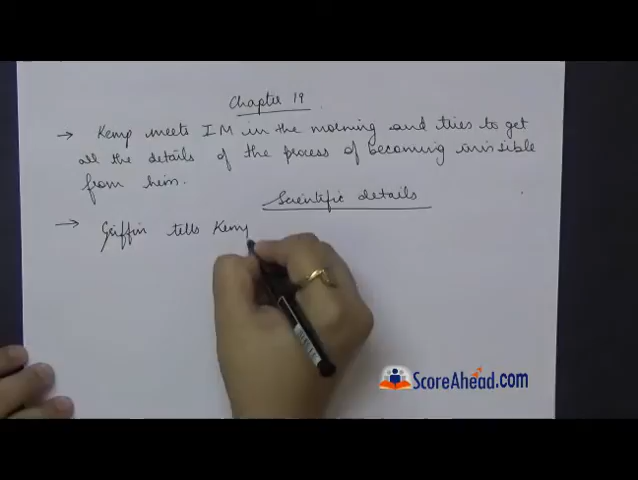 Chapter 19
→ Kemp meets IM in the morning and tries to get
all the details of the process of becoming invisible
from him.
Scientific details
→ Griffin tells Kemp
ScoreAhead.com